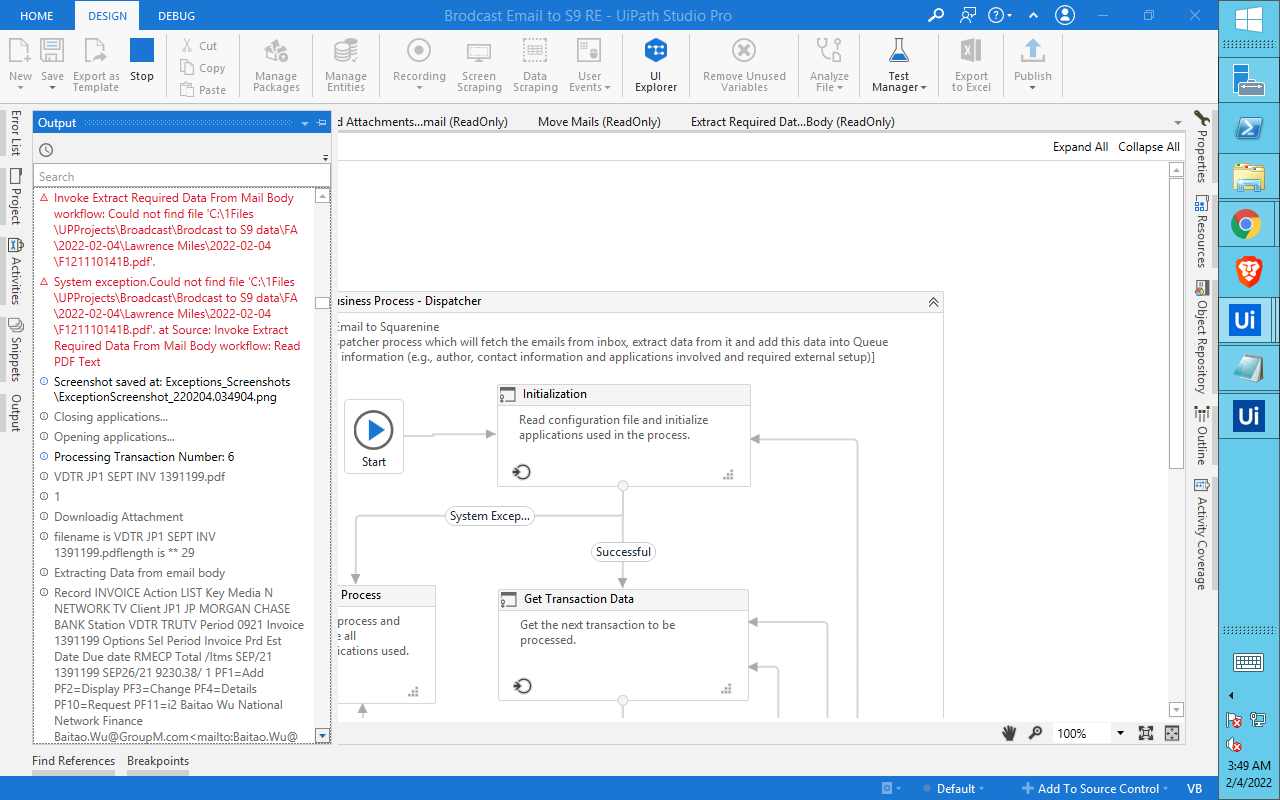 HOME
DESIGN
DEBUG
Brodcast Email to S9 RE - UiPath Studio Pro
New
Save
Export as
Template
Stop
Cut
Copy
Paste
Manage
Packages
Manage
Entities
Recording
Screen
Scraping
Data
Scraping
User
Events
UI
Explorer
Remove Unused
Variables
Analyze
File
Test
Manager
Export
to Excel
Publish
Error List
Project
Activities
Snippets
Output
Output
Search
Invoke Extract Required Data From Mail Body
workflow: Could not find file 'C:\1Files
\UPProjects\Broadcast\Brodcast to S9 data\FA
\2022-02-04\Lawrence Miles\2022-02-04
\F121110141B.pdf'.
System exception.Could not find file 'C:\1Files
\UPProjects\Broadcast\Brodcast to S9 data\FA
\2022-02-04\Lawrence Miles\2022-02-04
\F121110141B.pdf'. at Source: Invoke Extract
Required Data From Mail Body workflow: Read
PDF Text
Screenshot saved at: Exceptions_Screenshots
\ExceptionScreenshot_220204.034904.png
Closing applications...
Opening applications...
Processing Transaction Number: 6
VDTR JP1 SEPT INV 1391199.pdf
1
Downloadig Attachment
filename is VDTR JP1 SEPT INV
1391199.pdflength is ** 29
Extracting Data from email body
Record INVOICE Action LIST Key Media N
NETWORK TV Client JP1 JP MORGAN CHASE
BANK Station VDTR TRUTV Period 0921 Invoice
1391199 Options Sel Period Invoice Prd Est
Date Due date RMECP Total /Itms SEP/21
1391199 SEP26/21 9230.38/ 1 PF1=Add
PF2=Display PF3=Change PF4=Details
PF10=Request PF11=i2 Baitao Wu National
Network Finance
Baitao.Wu@GroupM.com<mailto:Baitao.Wu@
Find References
Breakpoints
d Attachments...mail (ReadOnly)
Move Mails (ReadOnly)
Extract Required Dat...Body (ReadOnly)
Expand All
Collapse All
usiness Process - Dispatcher
Email to Squarenine
patcher process which will fetch the emails from inbox, extract data from it and add this data into Queue
information (e.g., author, contact information and applications involved and required external setup)]
Start
Initialization
Read configuration file and initialize
applications used in the process.
System Excep...
Successful
Process
process and
e all
ications used.
Get Transaction Data
Get the next transaction to be
processed.
100%
Properties
Resources
Object Repository
Outline
Activity Coverage
Default
Add To Source Control
VB
Ui
Ui
3:49 AM
2/4/2022